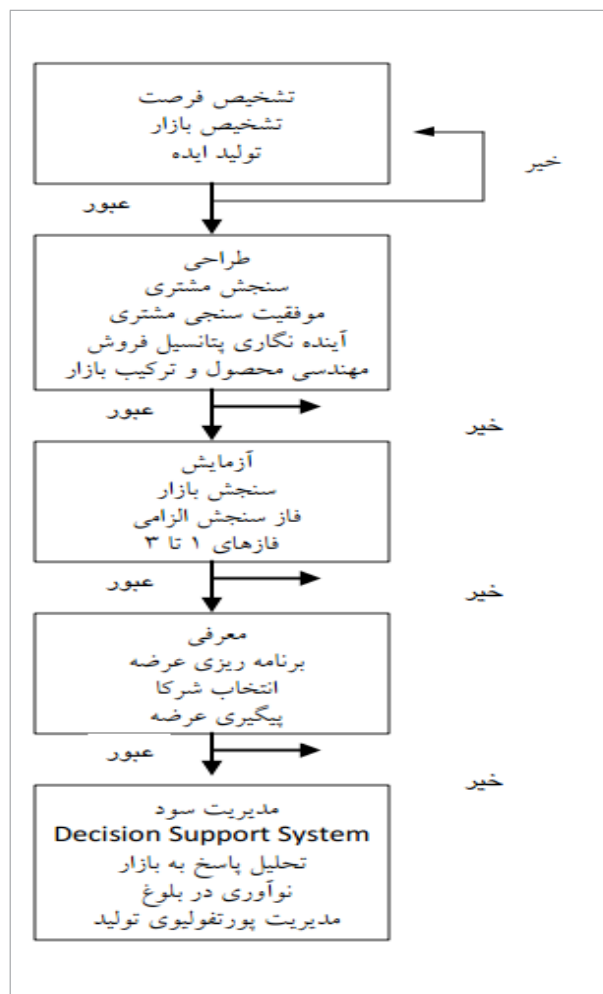 تشخیص فرصت
تشخیص بازار
تولید ایده
خیر
عبور
طراحی
سنجش مشتری
موفقیت سنجی مشتری
آینده نگاری پتانسیل فروش
مهندسی محصول و ترکیب بازار
عبور
خیر
آزمایش
سنجش بازار
فاز سنجش الزامی
فازهای ۱ تا ۳
عبور
خیر
معرفی
برنامه ریزی عرضه
انتخاب شرکا
پیگیری عرضه
عبور
خیر
مدیریت سود
Decision Support System
تحلیل پاسخ به بازار
نوآوری در بلوغ
مدیریت پورتفولیوی تولید